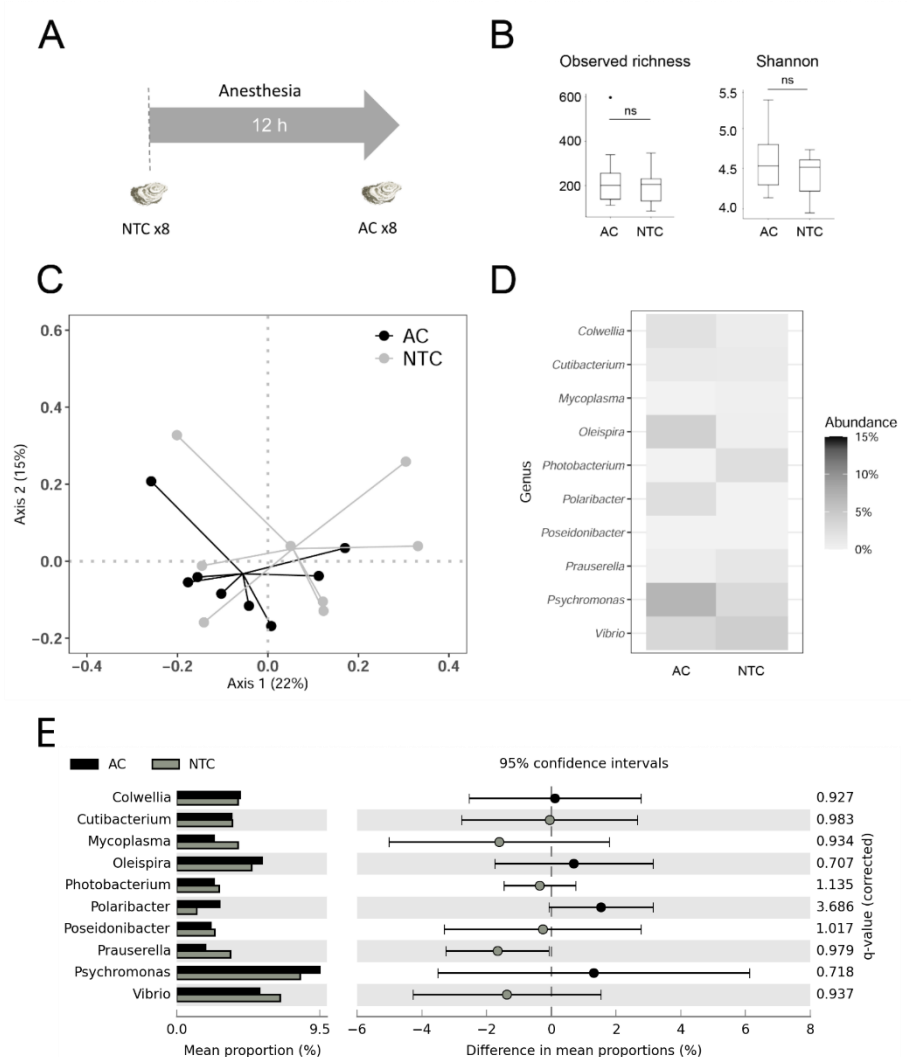 A
Anesthesia
12 h
NTC x8
AC x8
B
Observed richness
Shannon
600
400
200
ns
AC
NTC
5.5
5.0
4.5
4.0
ns
AC
NTC
C
0.6
0.4
0.2
0.0
−0.2
Axis 2 (15%)
AC
NTC
−0.4
−0.2
0.0
0.2
0.4
Axis 1 (22%)
D
Genus
Colwellia
Cutibacterium
Mycoplasma
Oleispira
Photobacterium
Polaribacter
Poseidonibacter
Prauserella
Psychromonas
Vibrio
AC
NTC
Abundance
15%
10%
5%
0%
E
AC
NTC
95% confidence intervals
Colwellia 0.927
Cutibacterium 0.983
Mycoplasma 0.934
Oleispira 0.707
Photobacterium 1.135
Polaribacter 3.686
Poseidonibacter 1.017
Prauserella 0.979
Psychromonas 0.718
Vibrio 0.937
q-value (corrected)
0.0 9.5
Mean proportion (%)
−6 −4 −2 0 2 4 6 8
Difference in mean proportions (%)